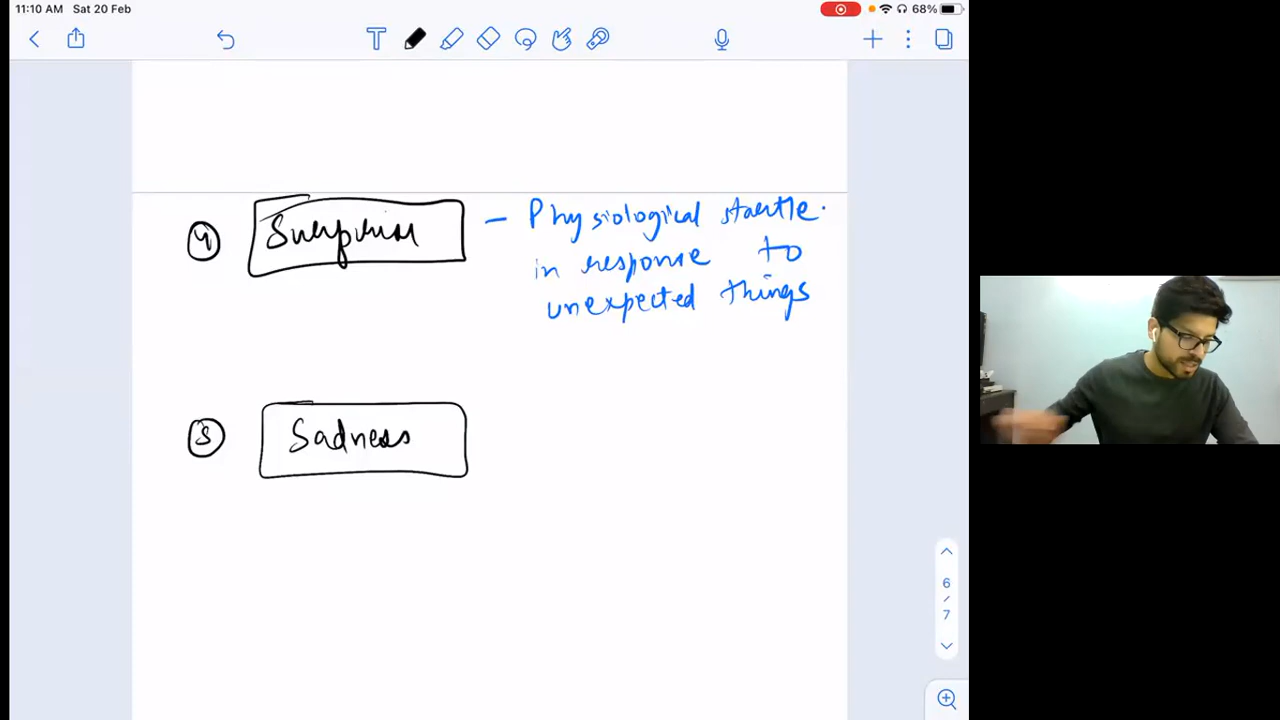 11:10 AM Sat 20 Feb
68%
T
4 Surprise - Physiological startle.
in response to
unexpected things
5 Sadness
6
/
7